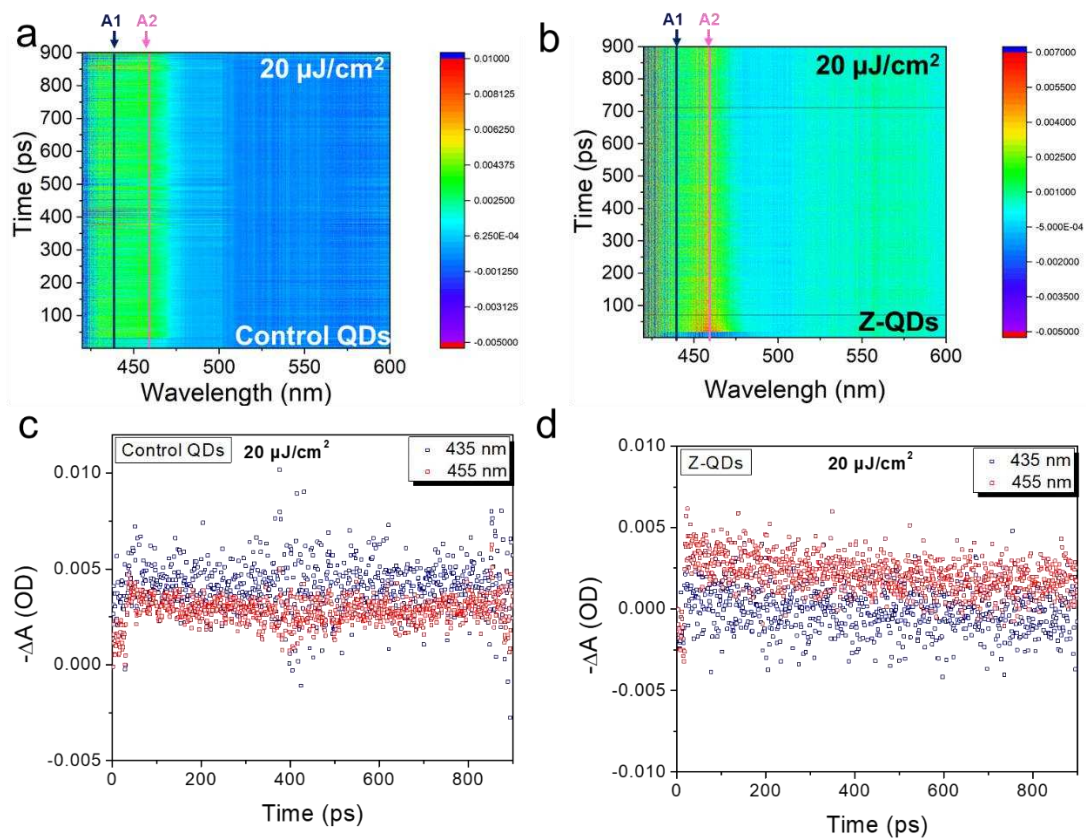 a
A1 A2
20 µJ/cm²
Control QDs
900
800
700
600
500
400
300
200
100
Time (ps)
450 500 550 600
Wavelength (nm)
0.01000
0.008125
0.006250
0.004375
0.002500
6.250E-04
-0.001250
-0.003125
-0.005000
b
A1 A2
20 µJ/cm²
Z-QDs
900
800
700
600
500
400
300
200
100
Time (ps)
450 500 550 600
Wavelengh (nm)
0.007000
0.005500
0.004000
0.002500
0.001000
-5.000E-04
-0.002000
-0.003500
-0.005000
c
Control QDs
20 µJ/cm²
435 nm
455 nm
0.010
0.005
0.000
-0.005
-ΔA (OD)
0 200 400 600 800
Time (ps)
d
Z-QDs
20 µJ/cm²
435 nm
455 nm
0.010
0.005
0.000
-0.005
-0.010
-ΔA (OD)
0 200 400 600 800
Time (ps)